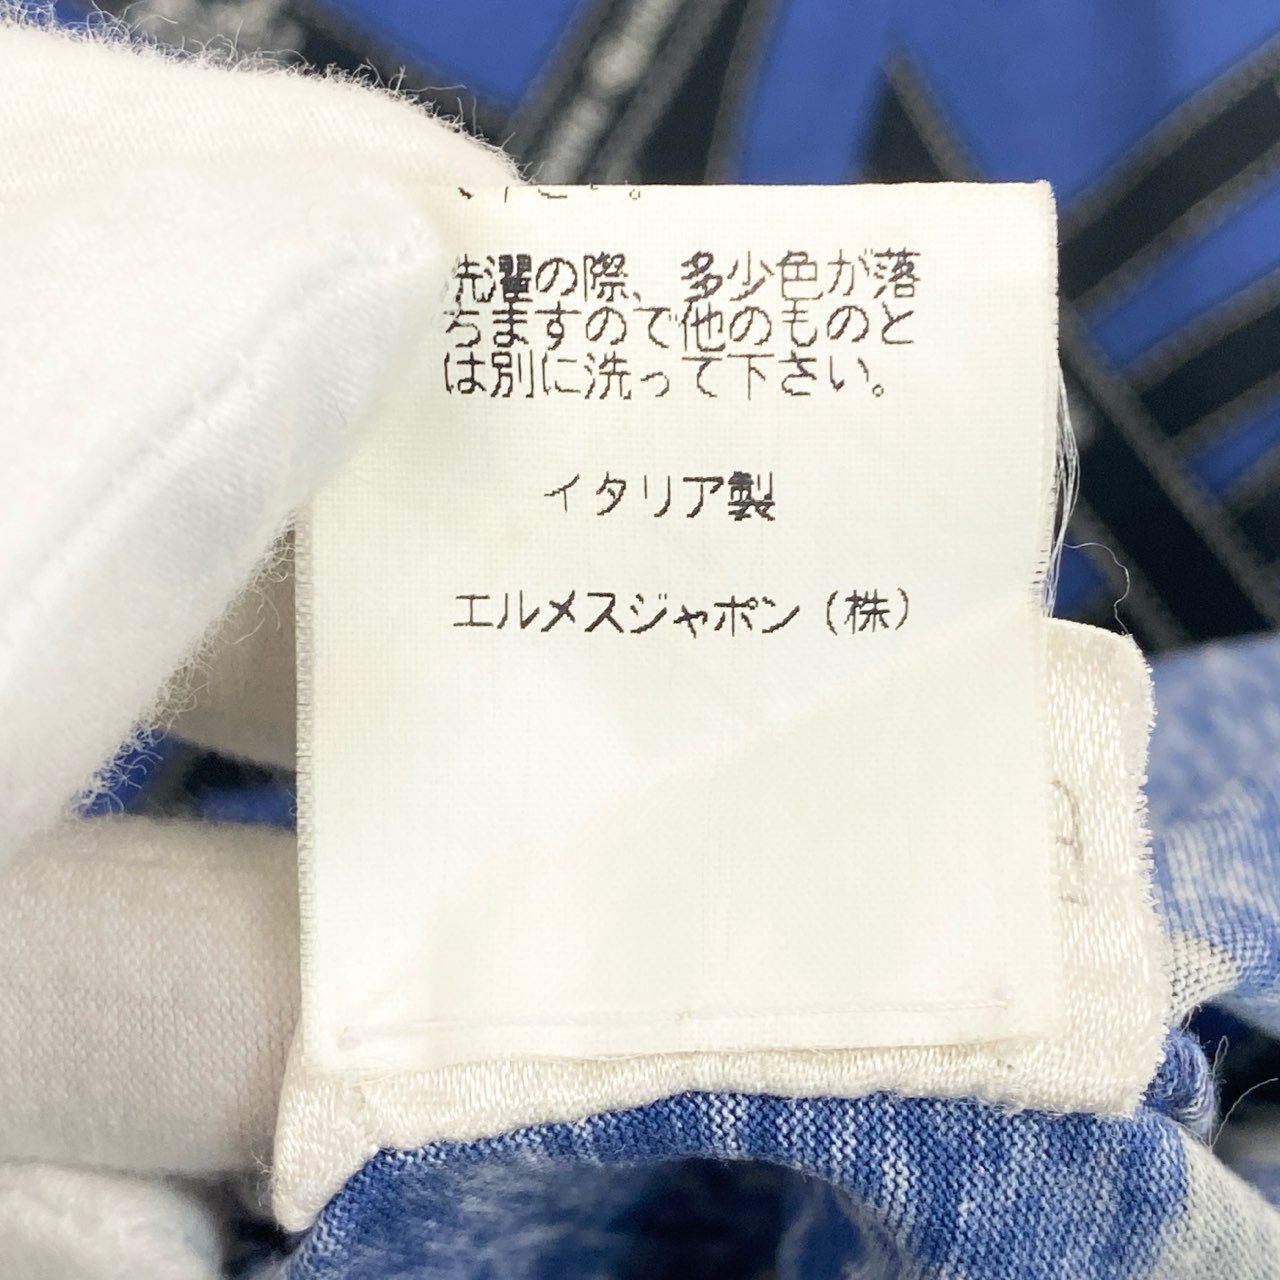 洗濯の際、多少色が落
ちますので他のものと
は別に洗って下さい。
イタリア製
エルメスジャポン（株）